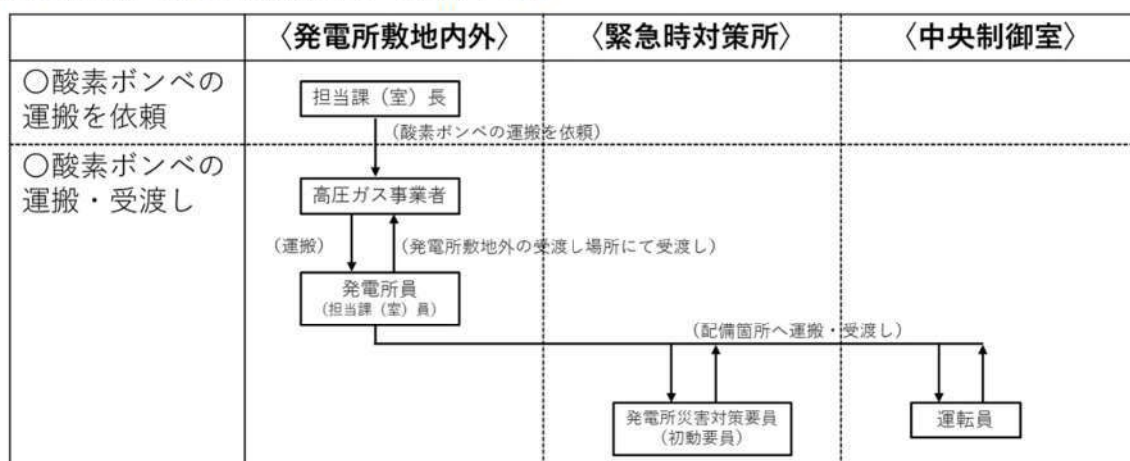 〈発電所敷地内外〉 〈緊急時対策所〉 〈中央制御室〉
○酸素ボンベの
運搬を依頼
担当課（室）長
（酸素ボンベの運搬を依頼）
○酸素ボンベの
運搬・受渡し
高圧ガス事業者
（運搬） （発電所敷地外の受渡し場所にて受渡し）
発電所員
（担当課（室）員）
（配備箇所へ運搬・受渡し）
発電所災害対策要員
（初動要員）
運転員